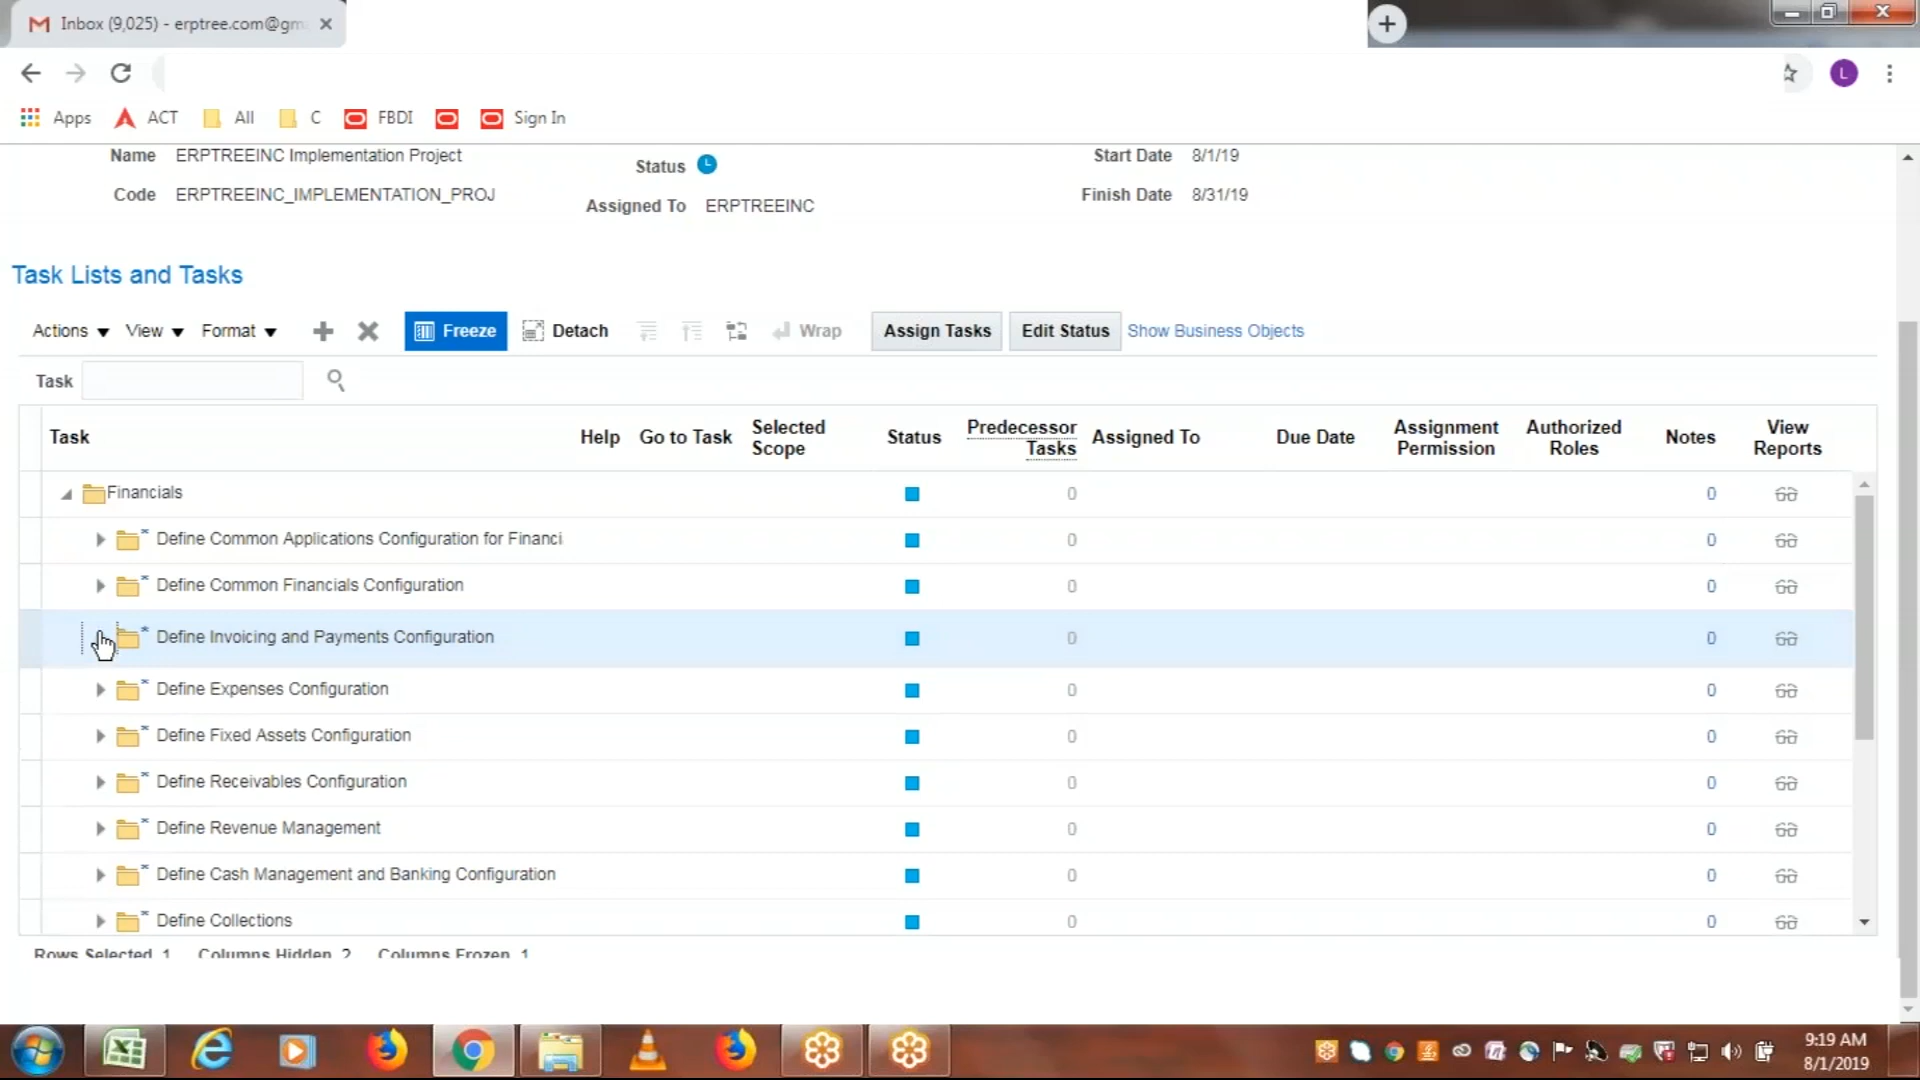 Inbox (9,025) - erptree.com@gm
L
Apps
ACT
All
C
FBDI
Sign In
Name ERPTREEINC Implementation Project
Status
Start Date 8/1/19
Code ERPTREEINC_IMPLEMENTATION_PROJ
Assigned To ERPTREEINC
Finish Date 8/31/19
Task Lists and Tasks
Actions View Format Freeze Detach Wrap Assign Tasks Edit Status Show Business Objects
Task
Task Help Go to Task Selected Scope Status Predecessor Tasks Assigned To Due Date Assignment Permission Authorized Roles Notes View Reports
Financials 0 0
Define Common Applications Configuration for Financi 0 0
Define Common Financials Configuration 0 0
Define Invoicing and Payments Configuration 0 0
Define Expenses Configuration 0 0
Define Fixed Assets Configuration 0 0
Define Receivables Configuration 0 0
Define Revenue Management 0 0
Define Cash Management and Banking Configuration 0 0
Define Collections 0 0
Rows Selected 1 Columns Hidden 2 Columns Frozen 1
9:19 AM
8/1/2019